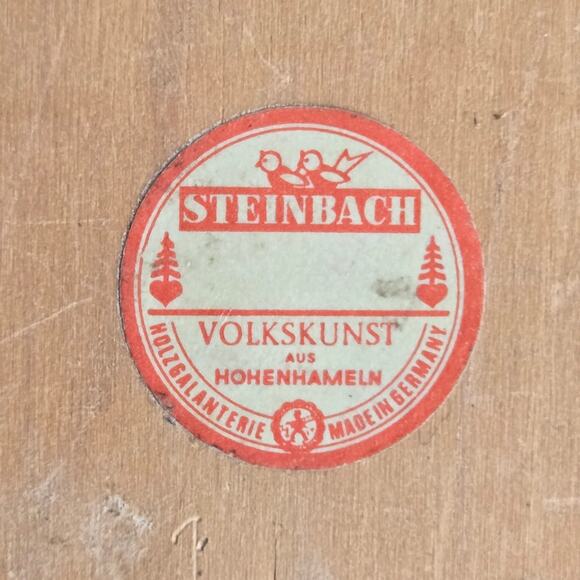 STEINBACH
VOLKSKUNST
AUS
HOHENHAMELN
HOLZGALANTERIE MADE IN GERMANY